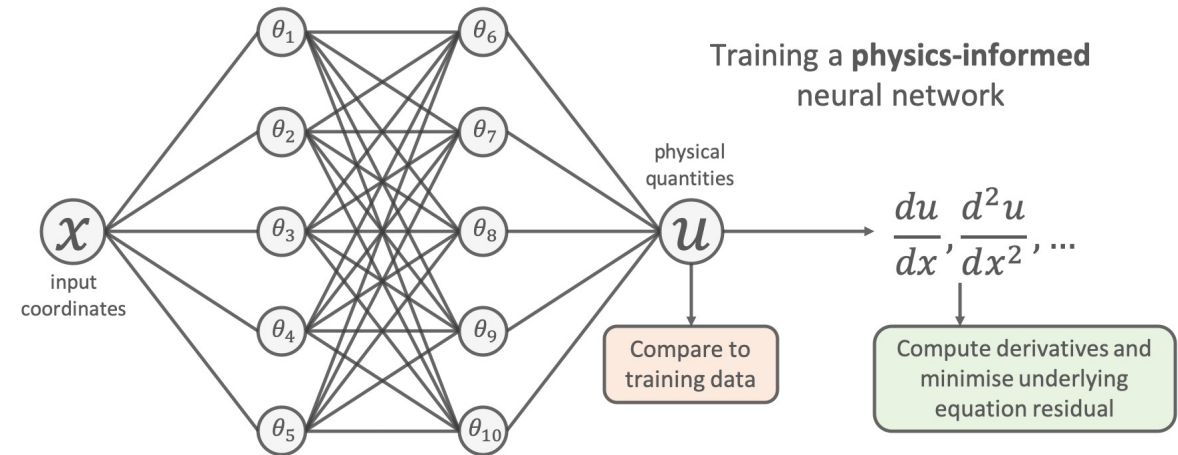 Training a physics-informed
neural network
θ₁
θ₂
θ₃
θ₄
θ₅
θ₆
θ₇
θ₈
θ₉
θ₁₀
x
input
coordinates
physical
quantities
u
du/dx, d²u/dx², ...
Compare to
training data
Compute derivatives and
minimise underlying
equation residual